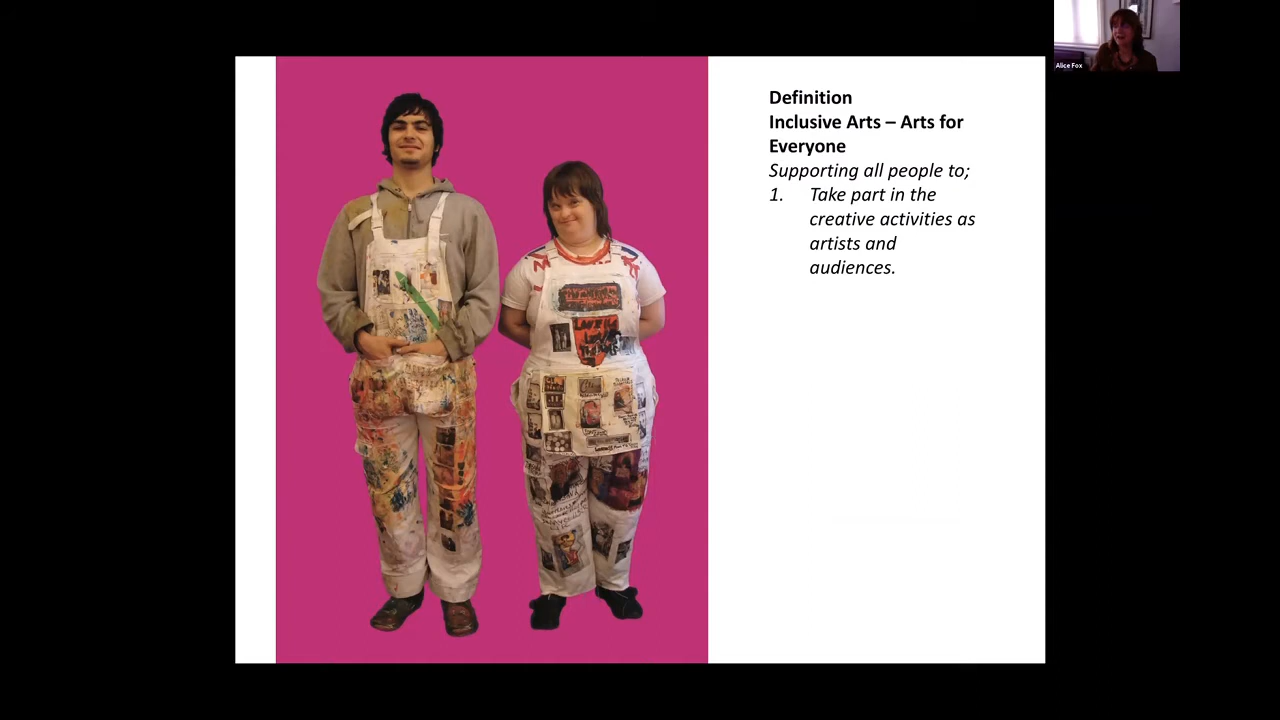 Alice Fox
Definition
Inclusive Arts – Arts for
Everyone
Supporting all people to;
1. Take part in the
creative activities as
artists and
audiences.